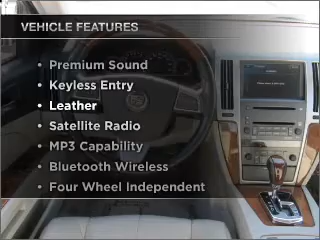 VEHICLE FEATURES
• Premium Sound
• Keyless Entry
• Leather
• Satellite Radio
• MP3 Capability
• Bluetooth Wireless
• Four Wheel Independent